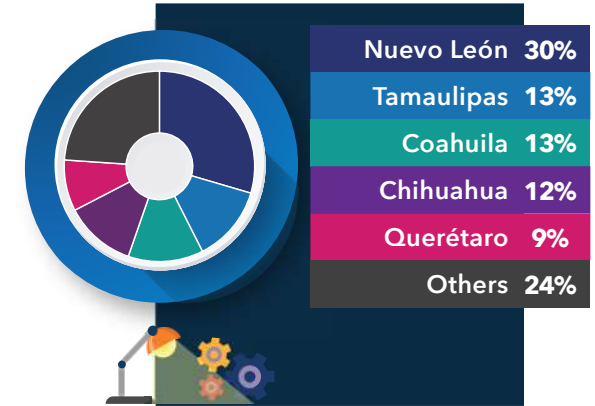 Nuevo León 30%
Tamaulipas 13%
Coahuila 13%
Chihuahua 12%
Querétaro 9%
Others 24%